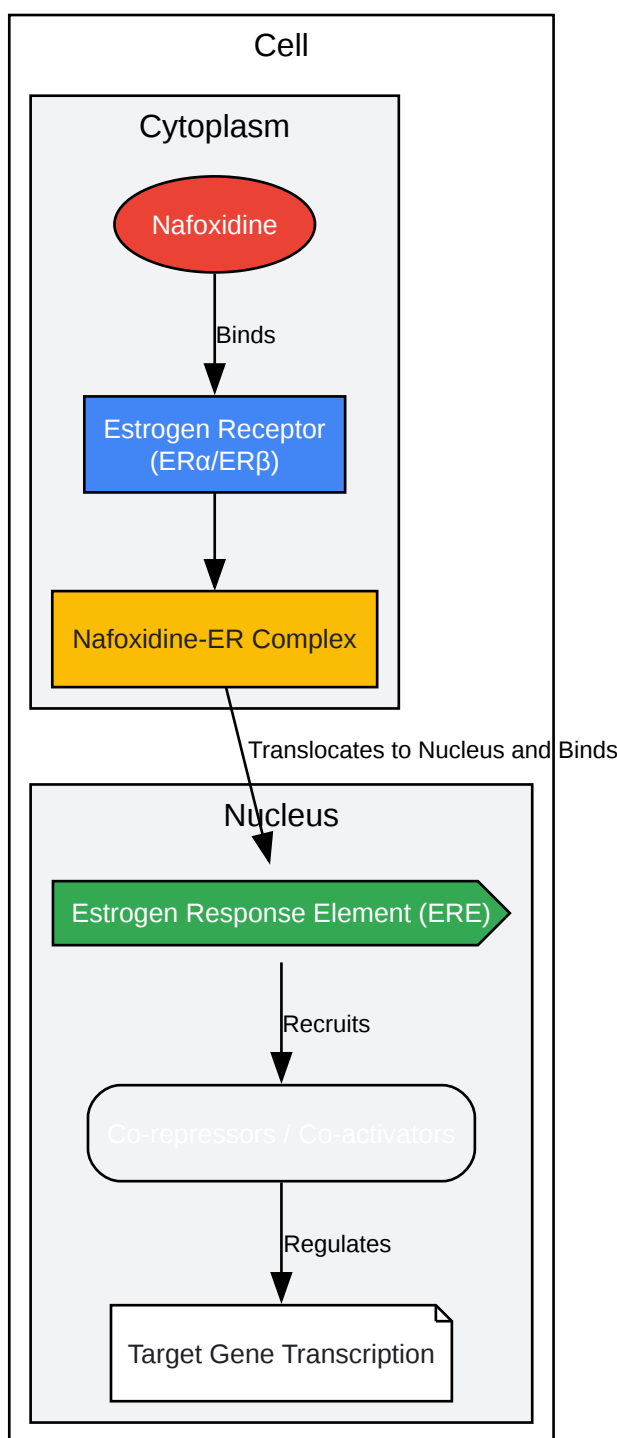 Cell
Cytoplasm
Nafoxidine
Binds
Estrogen Receptor
(ERα/ERβ)
Nafoxidine-ER Complex
Translocates to Nucleus and Binds
Nucleus
Estrogen Response Element (ERE)
Recruits
Co-repressors / Co-activators
Regulates
Target Gene Transcription